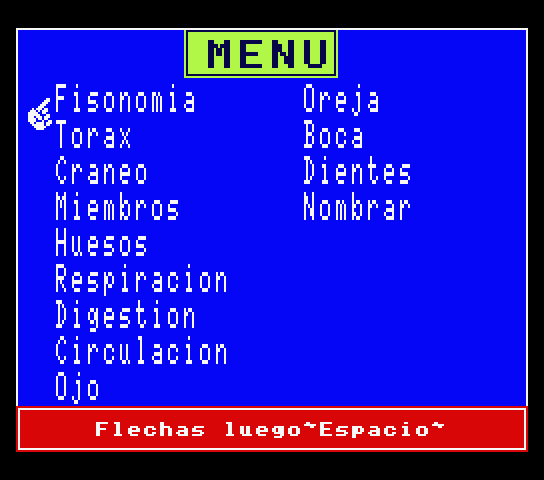 MENU
Fisonomia
Torax
Craneo
Miembros
Huesos
Respiracion
Digestion
Circulacion
Ojo
Oreja
Boca
Dientes
Nombrar
Flechas luego~Espacio~